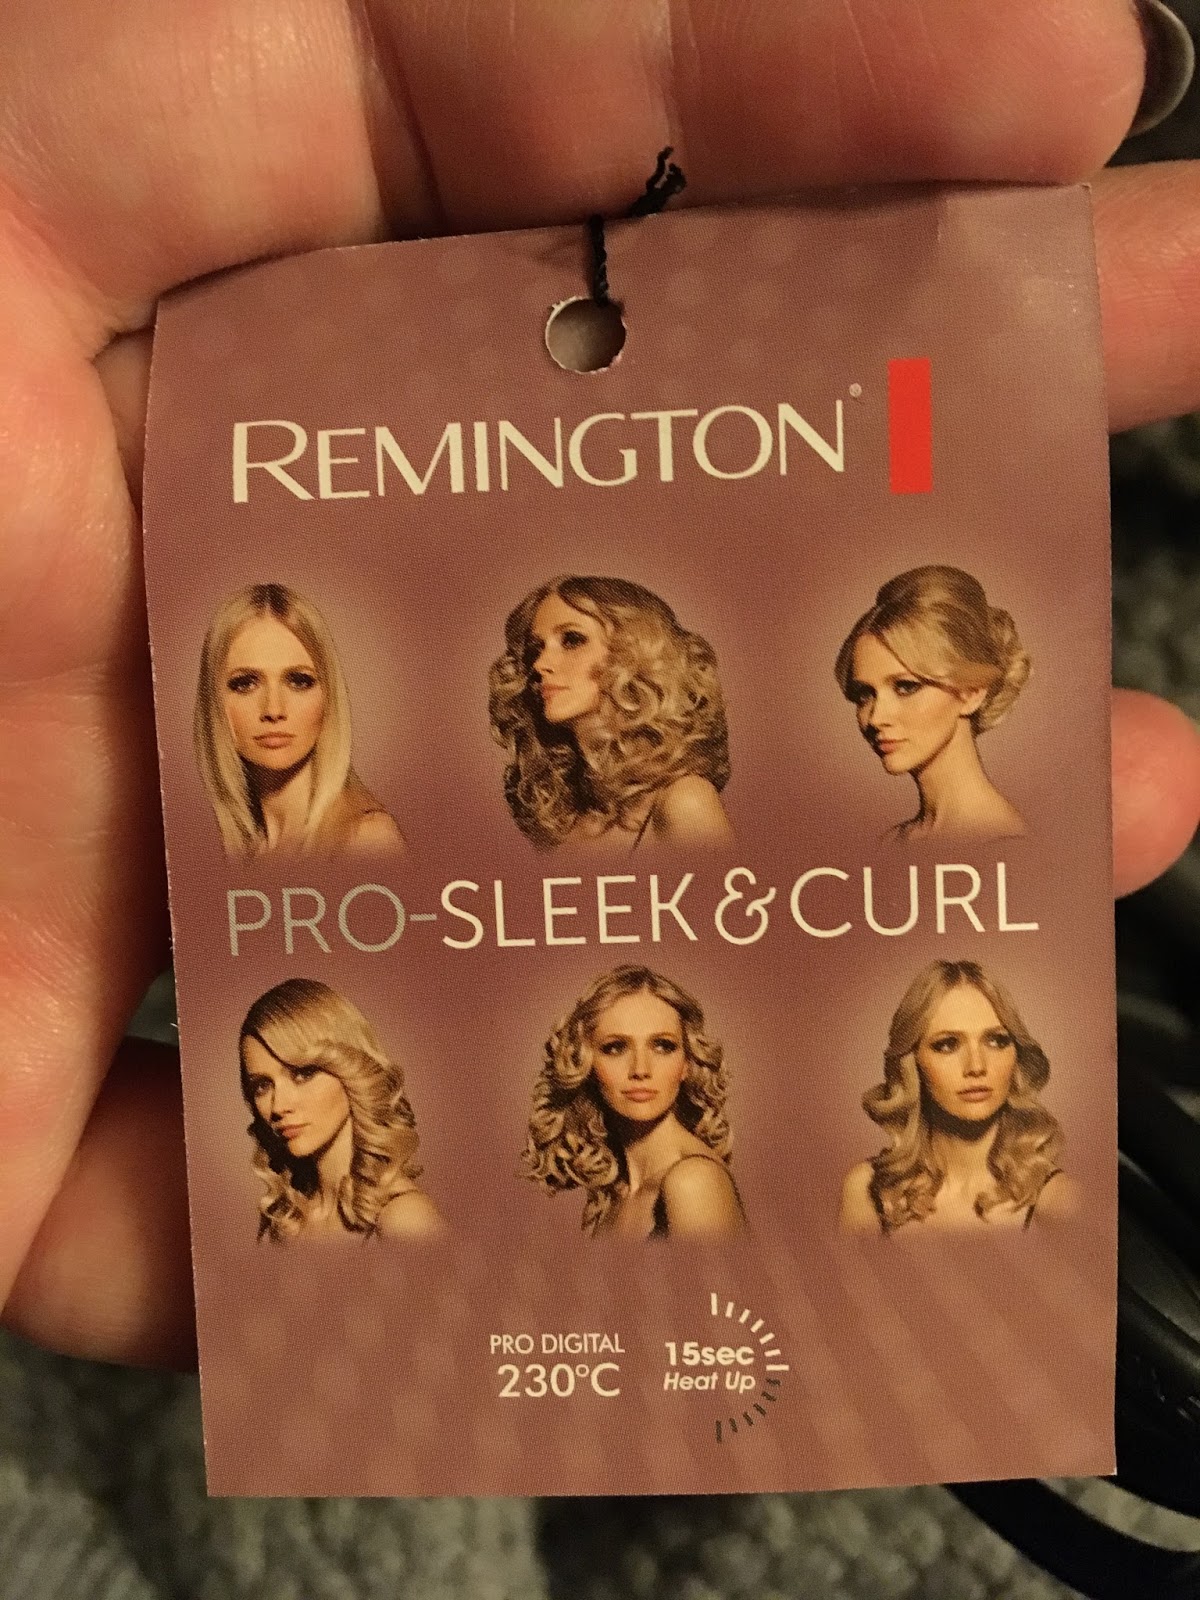 REMINGTON®
PRO-SLEEK & CURL
PRO DIGITAL
230°C
15sec
Heat Up